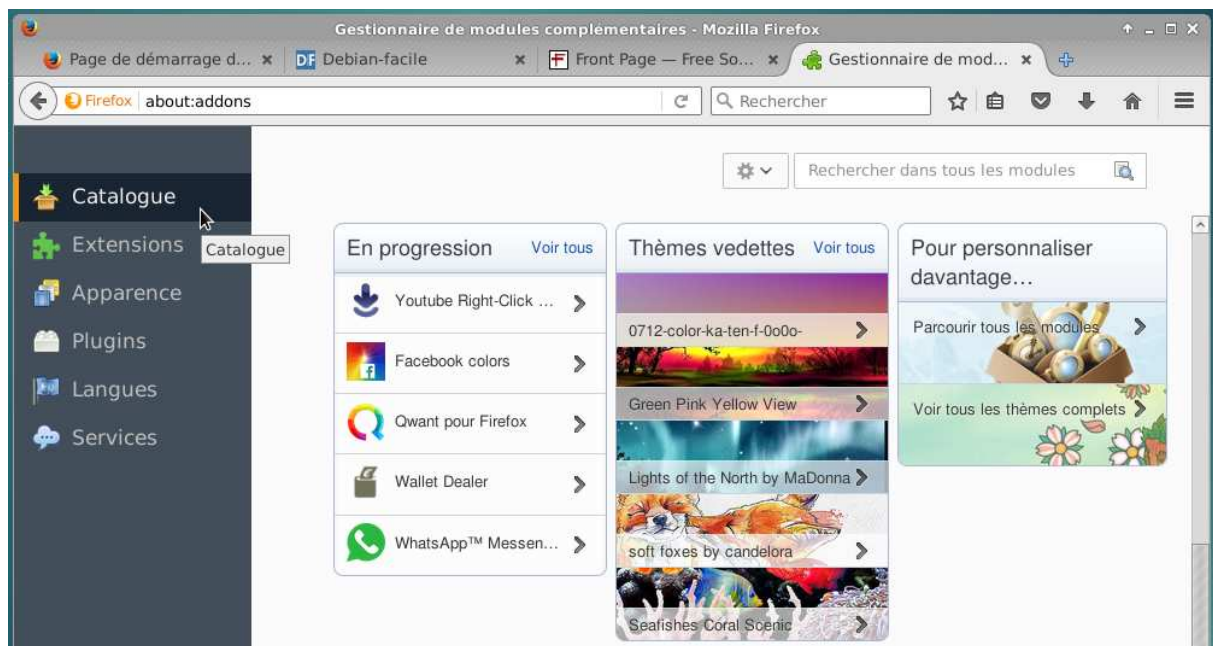 Gestionnaire de modules complémentaires - Mozilla Firefox
Page de démarrage d...
DF Debian-facile
Front Page — Free So...
Gestionnaire de mod...
Firefox about:addons
Rechercher
Rechercher dans tous les modules
Catalogue
Extensions
Catalogue
Apparence
Plugins
Langues
Services
En progression Voir tous
Youtube Right-Click ...
Facebook colors
Qwant pour Firefox
Wallet Dealer
WhatsApp™ Messen...
Thèmes vedettes Voir tous
0712-color-ka-ten-f-0o0o-
Green Pink Yellow View
Lights of the North by MaDonna
soft foxes by candelora
Seafishes Coral Scenic
Pour personnaliser
davantage…
Parcourir tous les modules
Voir tous les thèmes complets